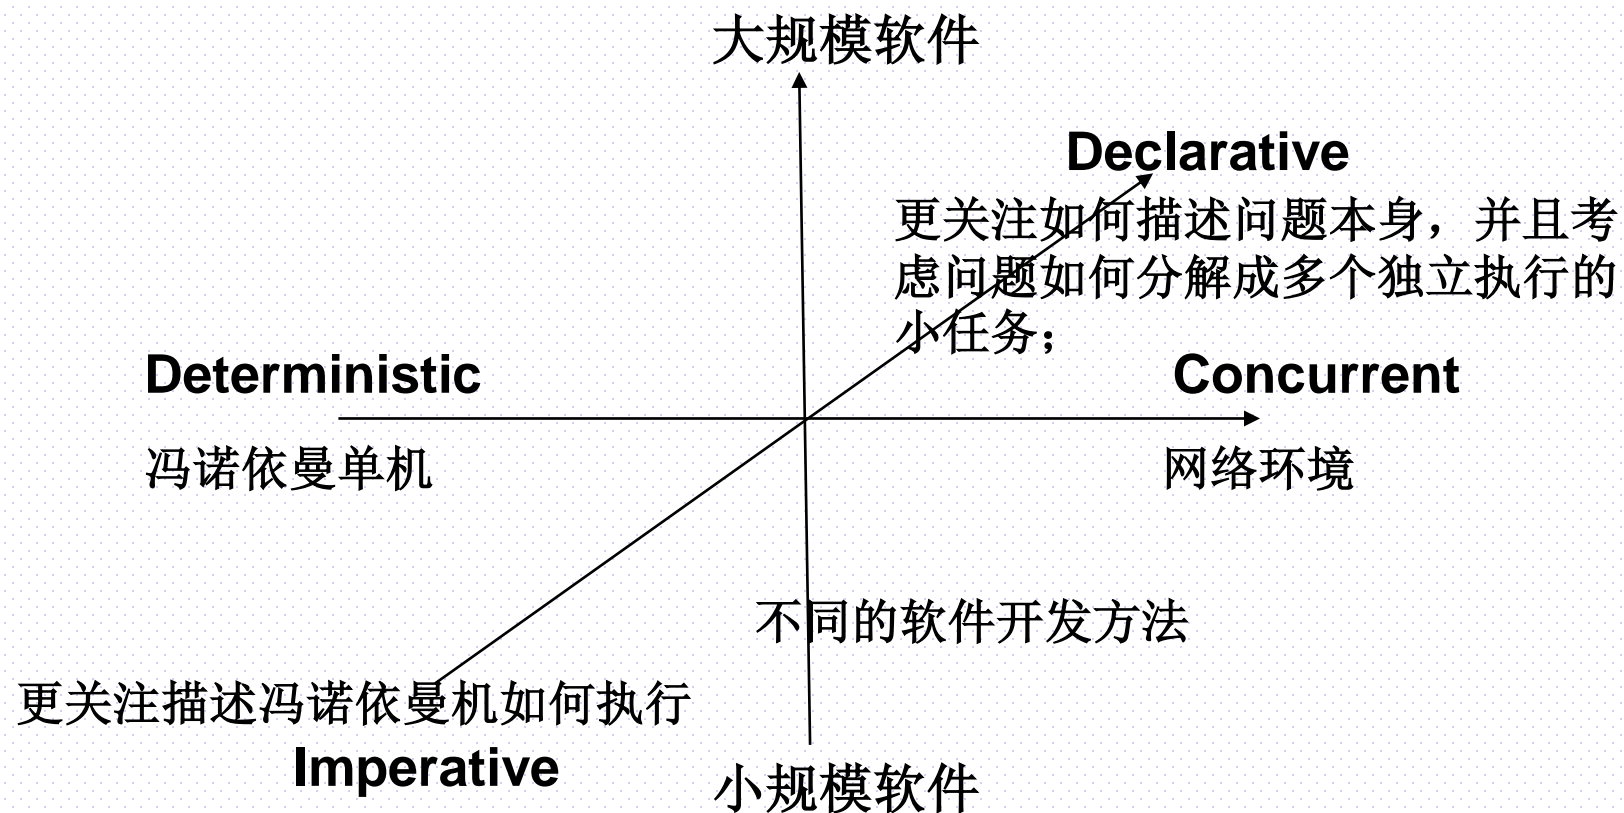 大规模软件
Declarative
更关注如何描述问题本身，并且考
虑问题如何分解成多个独立执行的
小任务；
Deterministic
Concurrent
冯诺依曼单机
网络环境
不同的软件开发方法
更关注描述冯诺依曼机如何执行
Imperative
小规模软件